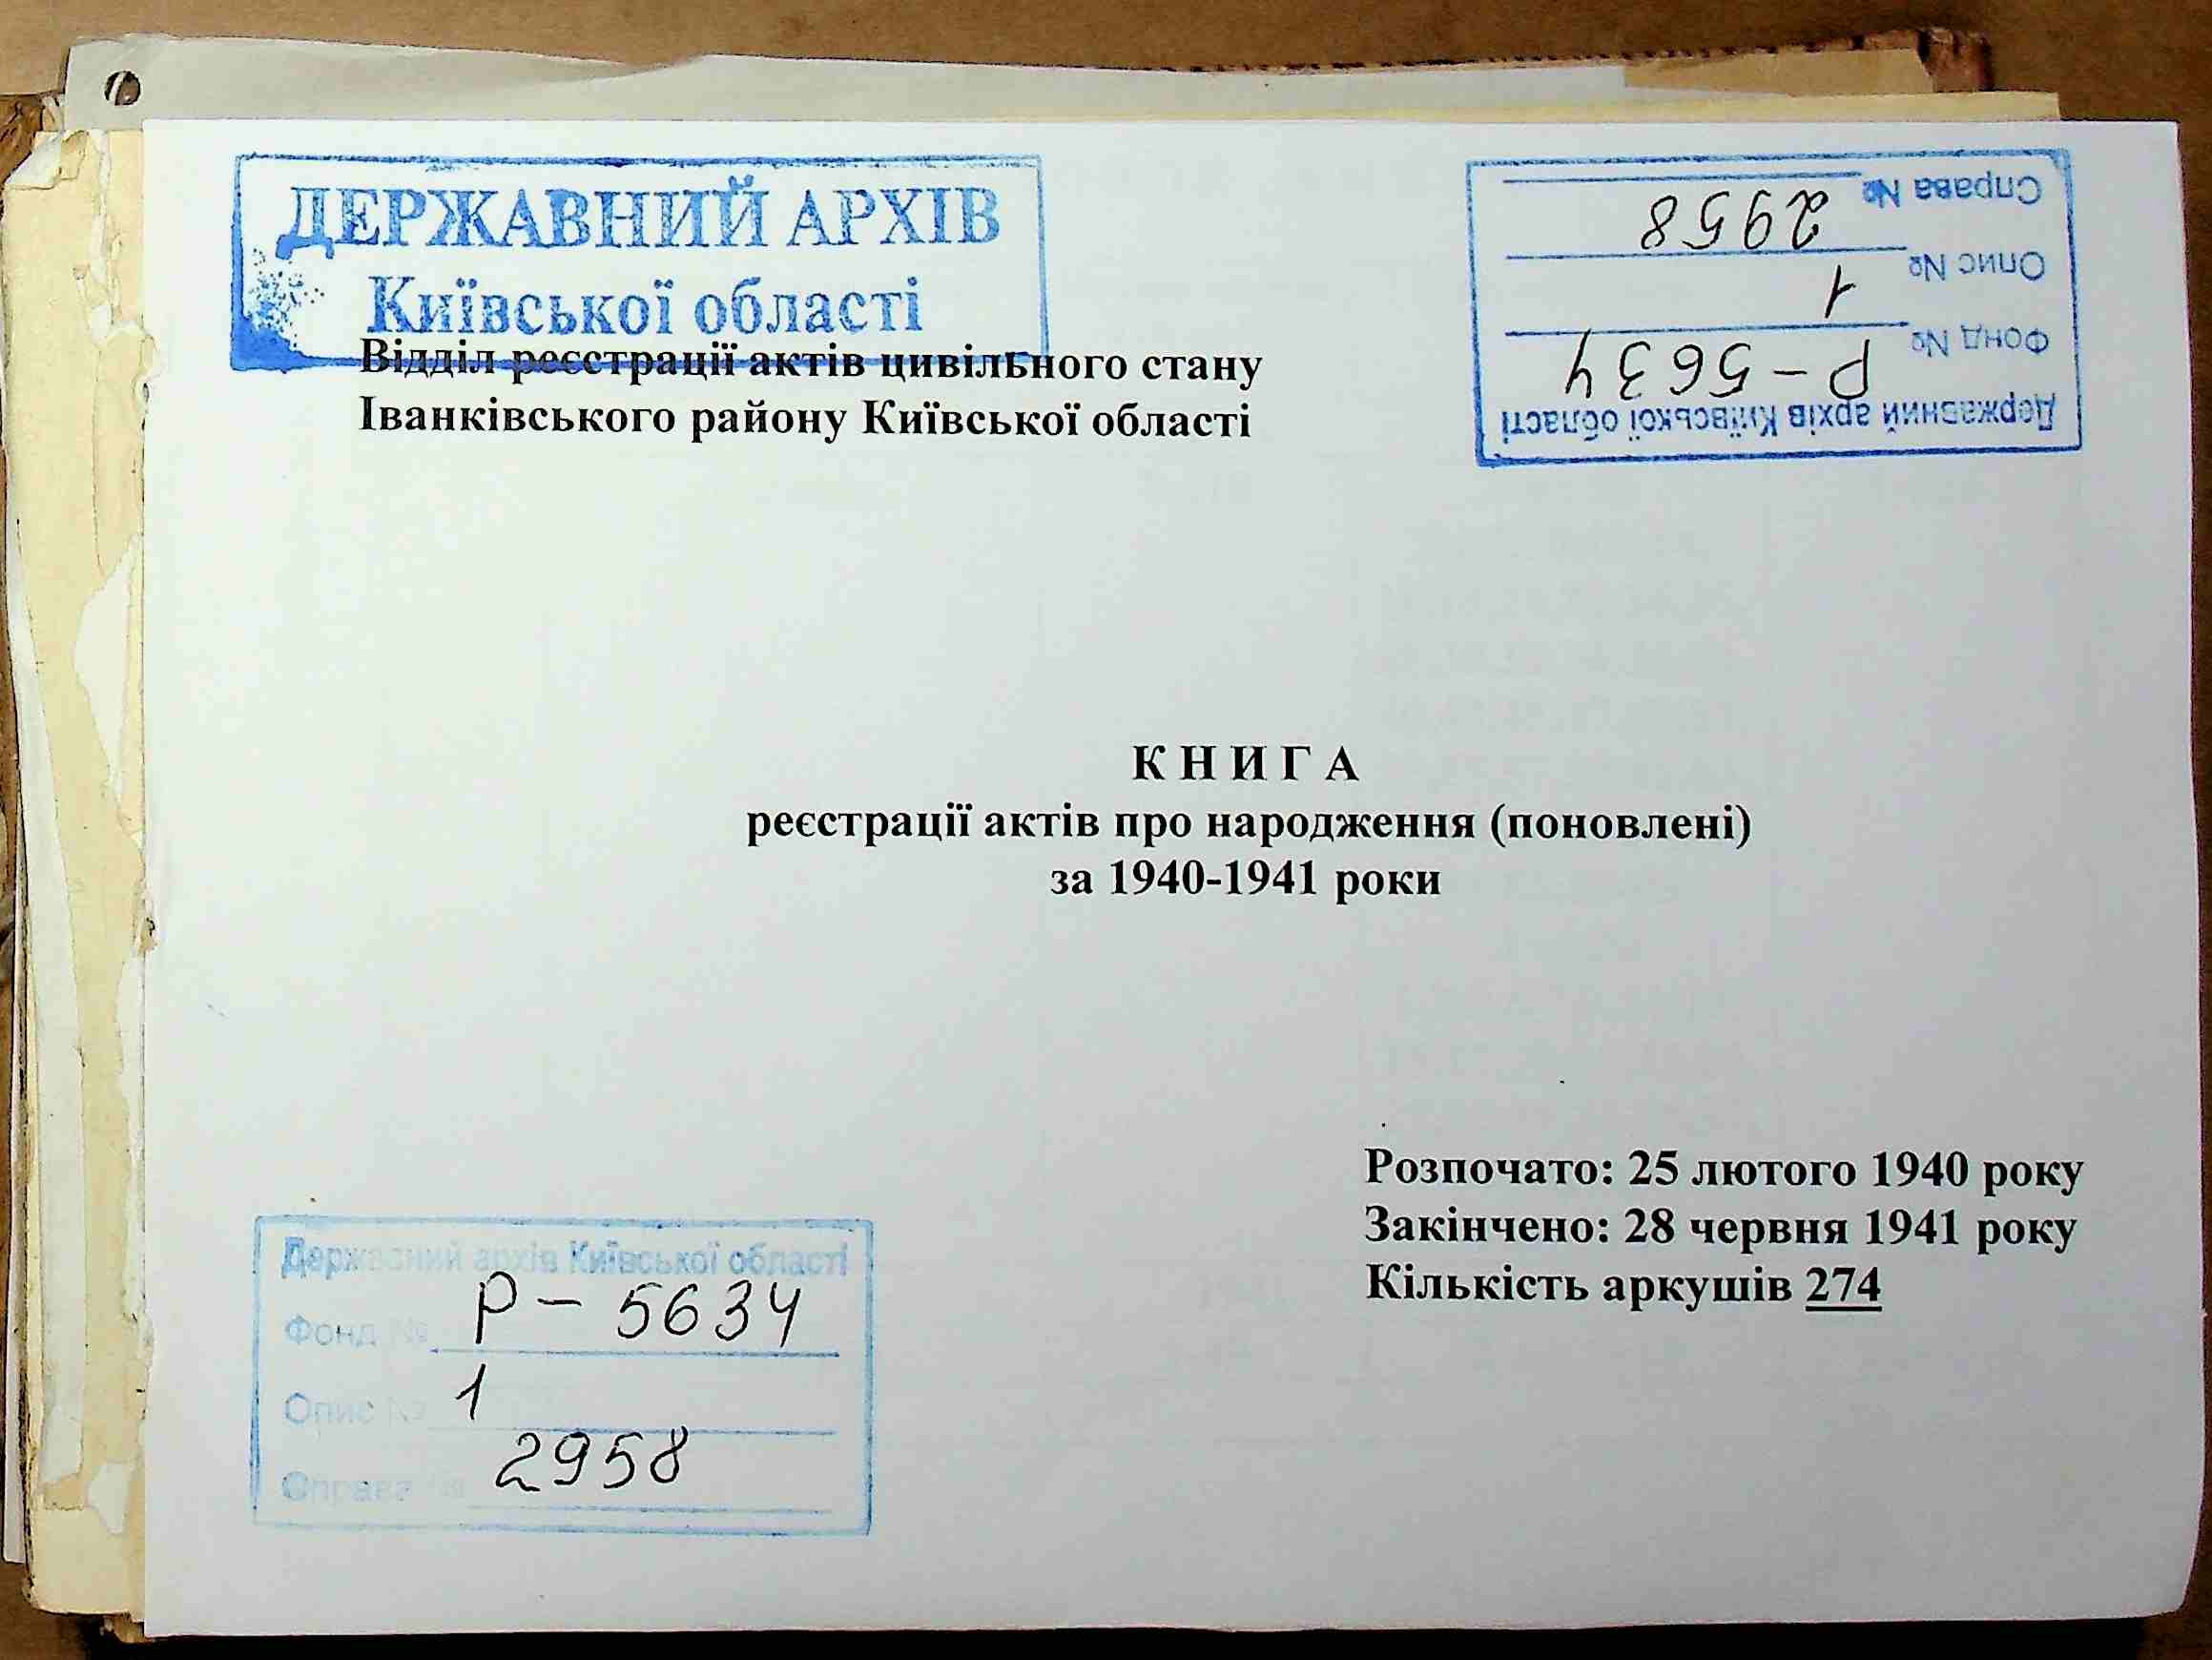 ДЕРЖАВНИЙ АРХІВ
Київської області
Відділ реєстрації актів цивільного стану
Іванківського району Київської області
Державний архів Київської області
Фонд № Р-5634
Опис № 1
Справа № 2958
КНИГА
реєстрації актів про народження (поновлені)
за 1940-1941 роки
Розпочато: 25 лютого 1940 року
Закінчено: 28 червня 1941 року
Кількість аркушів 274
Державний архів Київської області
Фонд № Р-5634
Опис № 1
Справа № 2958